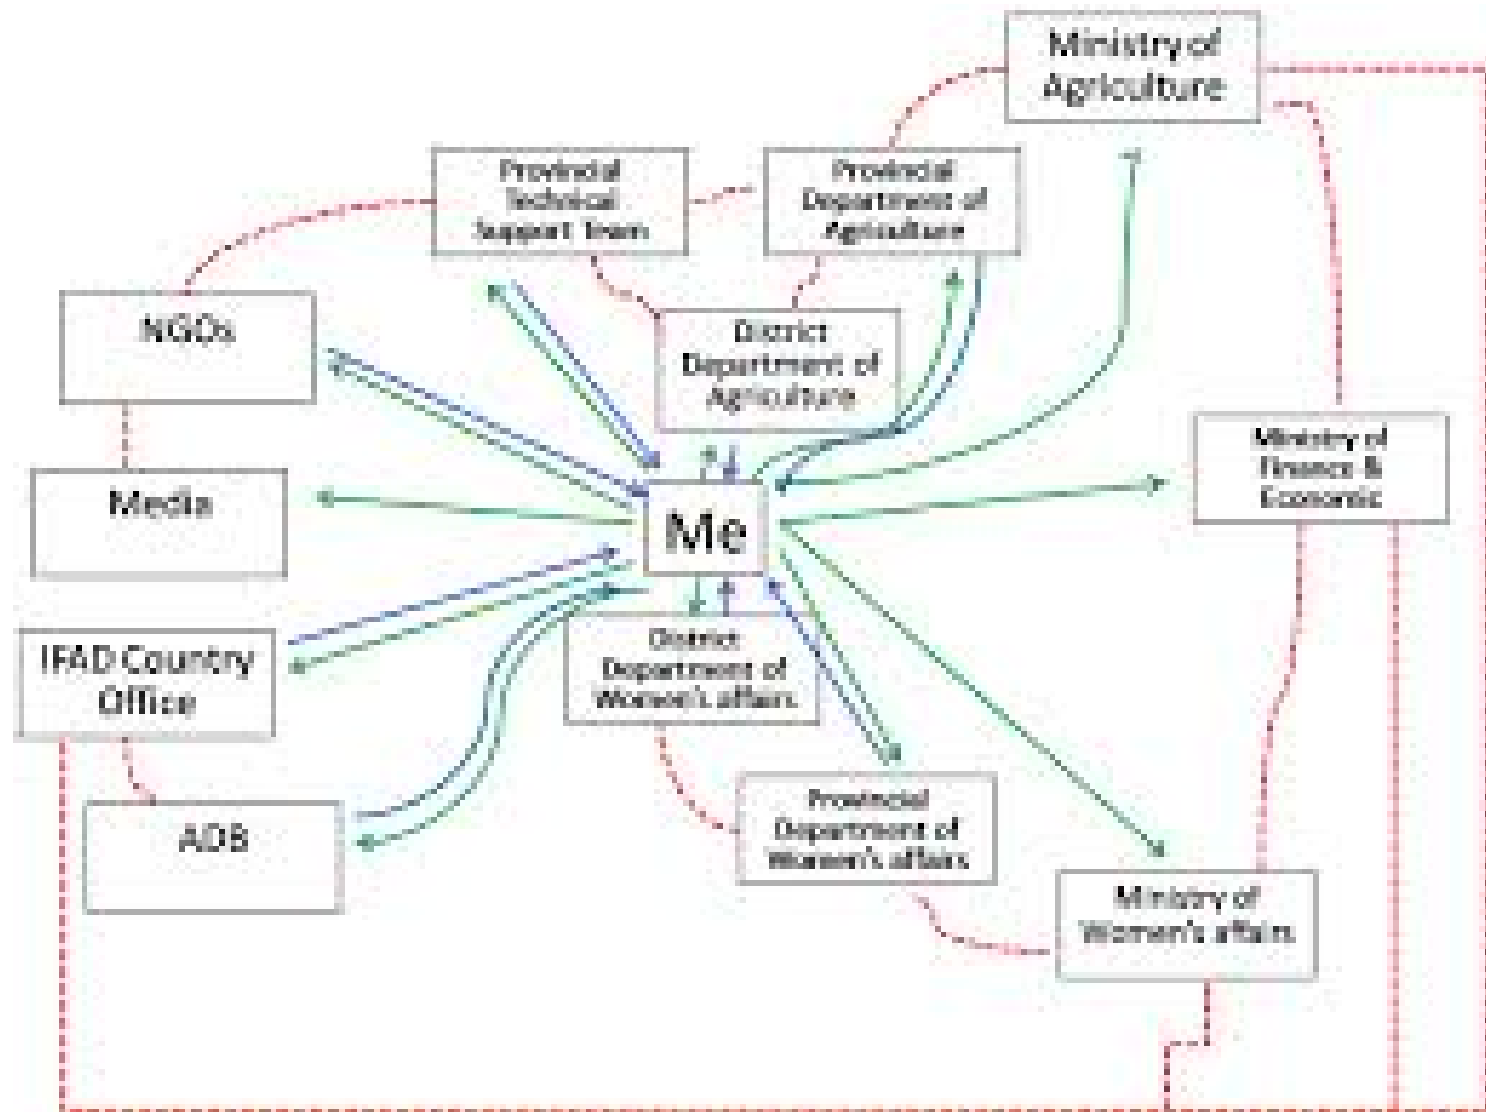 Ministry of
Agriculture
Provincial
Technical
Support Team
Provincial
Department of
Agriculture
NGOs
District
Department of
Agriculture
Ministry of
Finance &
Economic
Media
Me
IFAD Country
Office
District
Department of
Women's affairs
Provincial
Department of
Women's affairs
ADB
Ministry of
Women's affairs